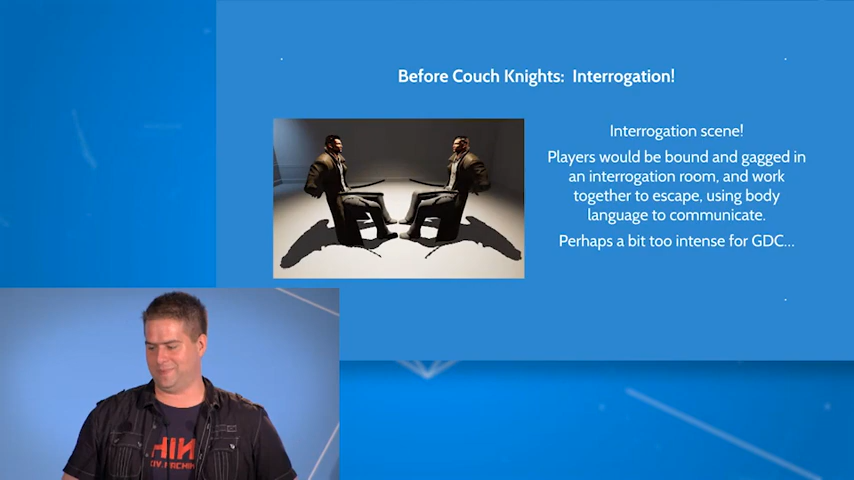 Before Couch Knights: Interrogation!
Interrogation scene!
Players would be bound and gagged in
an interrogation room, and work
together to escape, using body
language to communicate.
Perhaps a bit too intense for GDC...